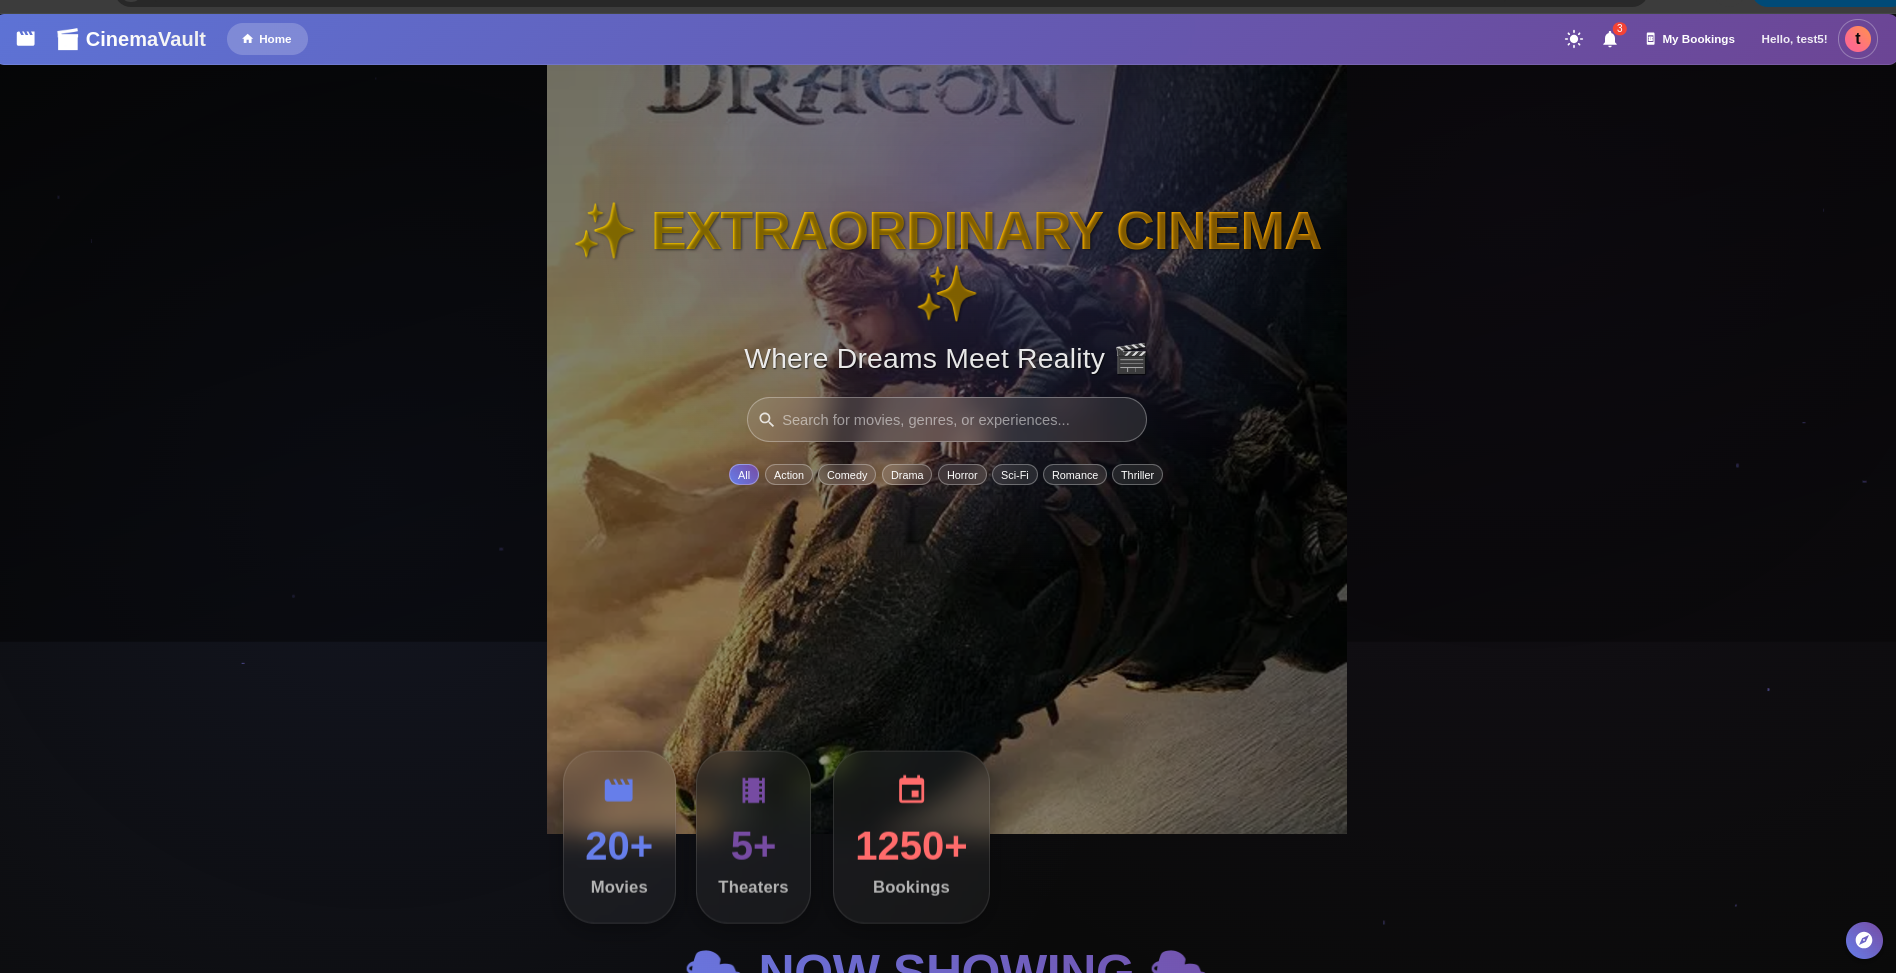 CinemaVault
Home
3
My Bookings
Hello, test5!
t
DRAGON
✨ EXTRAORDINARY CINEMA
✨
Where Dreams Meet Reality 🎬
Search for movies, genres, or experiences...
All Action Comedy Drama Horror Sci-Fi Romance Thriller
20+ 5+ 1250+
Movies Theaters Bookings
NOW SHOWING